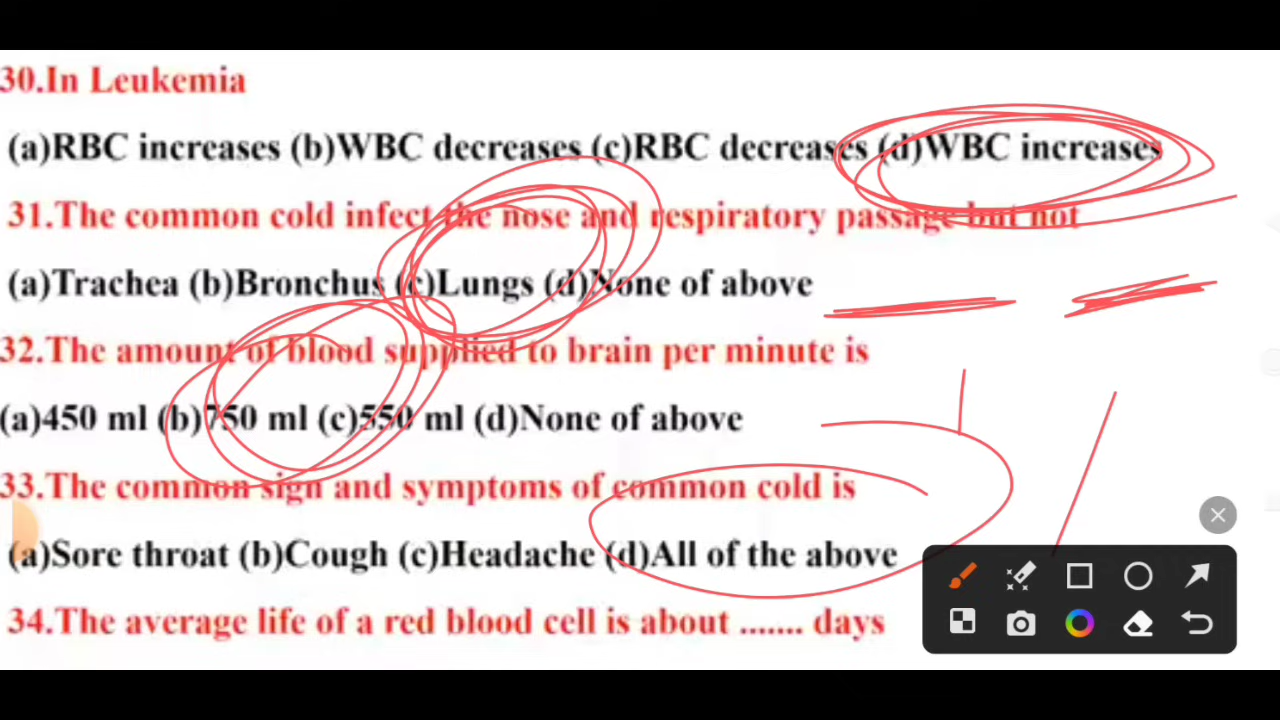 30.In Leukemia
(a)RBC increases (b)WBC decreases (c)RBC decreases (d)WBC increases
31.The common cold infect the nose and respiratory passage but not
(a)Trachea (b)Bronchus (c)Lungs (d)None of above
32.The amount of blood supplied to brain per minute is
(a)450 ml (b)750 ml (c)550 ml (d)None of above
33.The common sign and symptoms of common cold is
(a)Sore throat (b)Cough (c)Headache (d)All of the above
34.The average life of a red blood cell is about ....... days